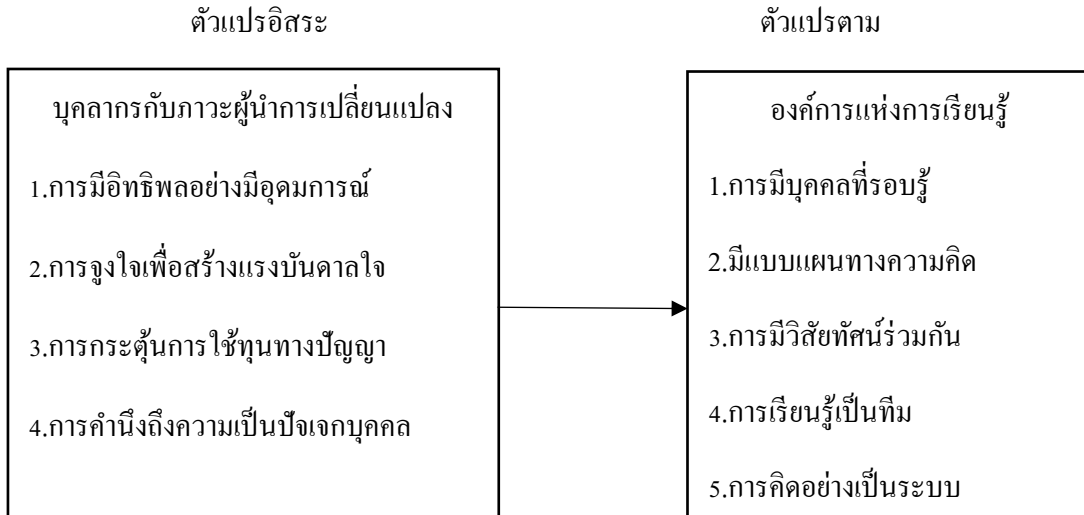 ตัวแปรอิสระ
ตัวแปรตาม
บุคลากรกับภาวะผู้นำการเปลี่ยนแปลง
1.การมีอิทธิพลอย่างมีอุดมการณ์
2.การจูงใจเพื่อสร้างแรงบันดาลใจ
3.การกระตุ้นการใช้ทุนทางปัญญา
4.การคำนึงถึงความเป็นปัจเจกบุคคล
องค์การแห่งการเรียนรู้
1.การมีบุคคลที่รอบรู้
2.มีแบบแผนทางความคิด
3.การมีวิสัยทัศน์ร่วมกัน
4.การเรียนรู้เป็นทีม
5.การคิดอย่างเป็นระบบ